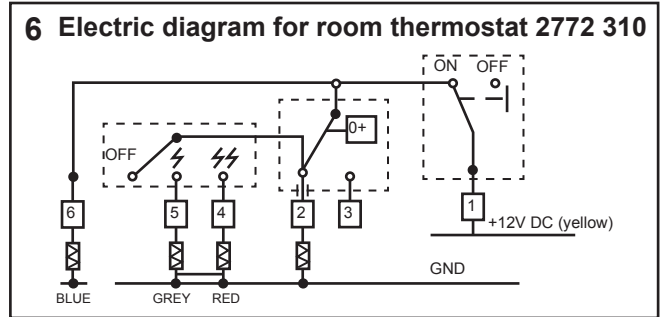 6 Electric diagram for room thermostat 2772 310
ON OFF
0+
OFF
6 5 4 2 3 1
+12V DC (yellow)
GND
BLUE GREY RED